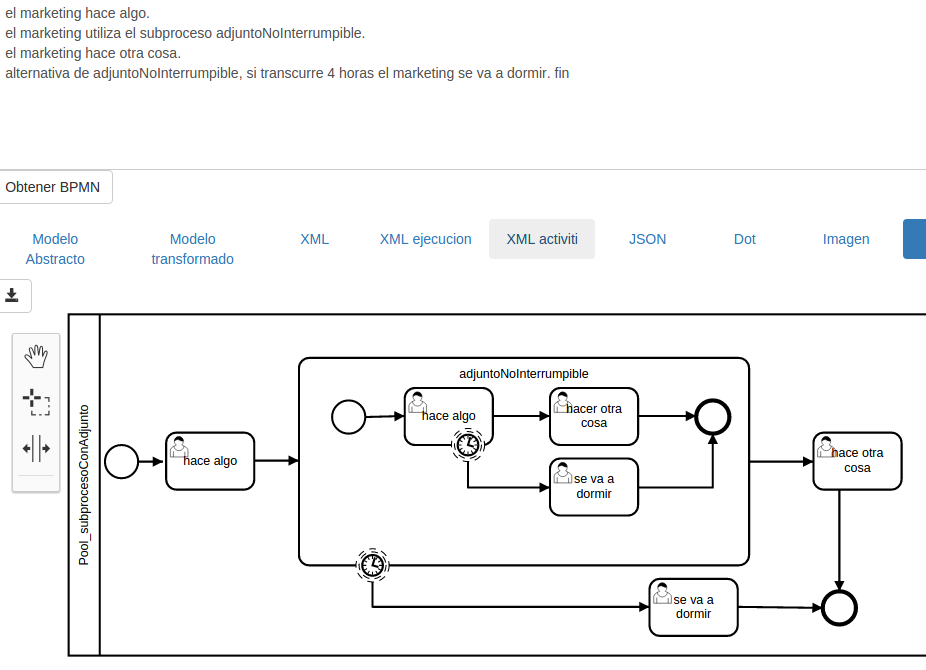 el marketing hace algo.
el marketing utiliza el subproceso adjuntoNoInterrumpible.
el marketing hace otra cosa.
alternativa de adjuntoNoInterrumpible, si transcurre 4 horas el marketing se va a dormir. fin
Obtener BPMN
Modelo
Abstracto
Modelo
transformado
XML
XML ejecucion
XML activiti
JSON
Dot
Imagen
Pool_subprocesoConAdjunto
hace algo
adjuntoNoInterrumpible
hace algo
hacer otra
cosa
se va a
dormir
hace otra
cosa
se va a
dormir